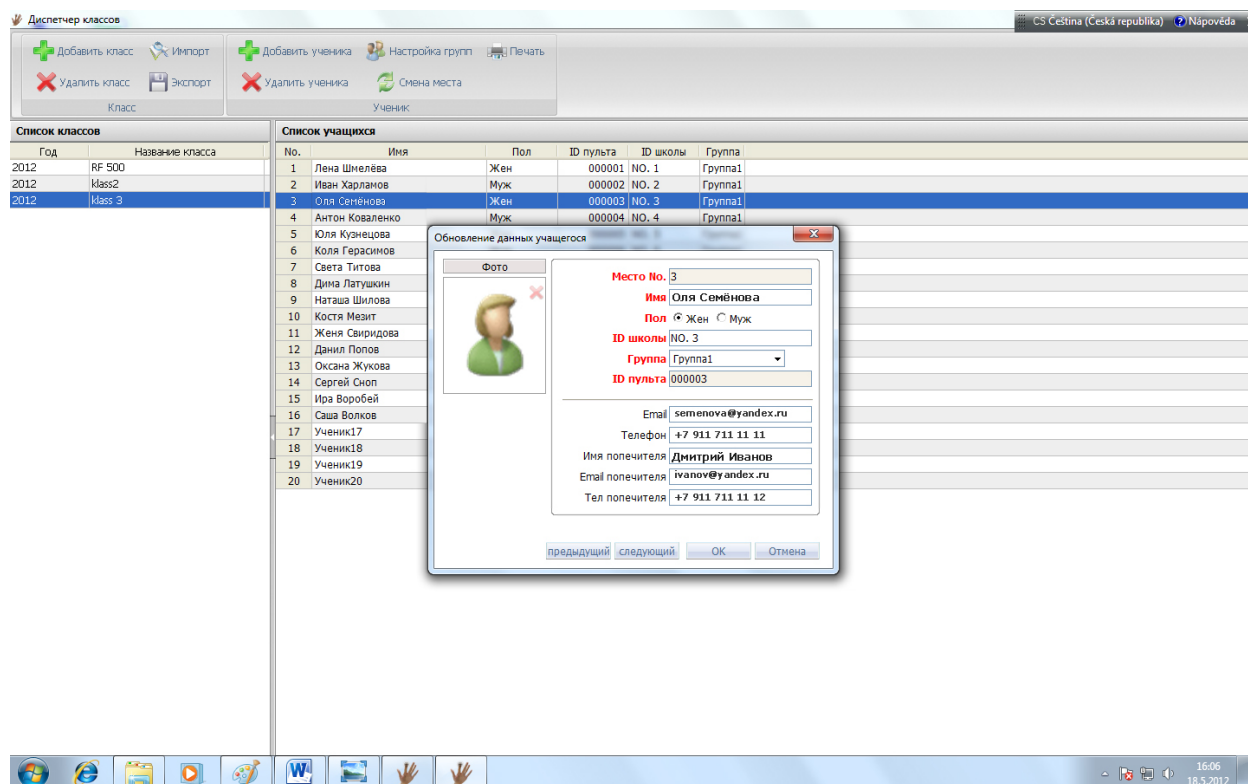 Диспетчер классов
CS Čeština (Česká republika) Nápověda
Добавить класс Импорт Добавить ученика Настройка групп Печать
Удалить класс Экспорт Удалить ученика Смена места
Класс Ученик
Список классов
Год Название класса
2012 RF 500
2012 klass2
2012 klass 3
Список учащихся
No. Имя Пол ID пульта ID школы Группа
1 Лена Шмелёва Жен 000001 NO. 1 Группа1
2 Иван Харламов Муж 000002 NO. 2 Группа1
3 Оля Семёнова Жен 000003 NO. 3 Группа1
4 Антон Коваленко Муж 000004 NO. 4 Группа1
5 Юля Кузнецова
6 Коля Герасимов
7 Света Титова
8 Дима Латушкин
9 Наташа Шилова
10 Костя Мезит
11 Женя Свиридова
12 Данил Попов
13 Оксана Жукова
14 Сергей Сноп
15 Ира Воробей
16 Саша Волков
17 Ученик17
18 Ученик18
19 Ученик19
20 Ученик20
Обновление данных учащегося
Фото
Место No. 3
Имя Оля Семёнова
Пол Жен Муж
ID школы NO. 3
Группа Группа1
ID пульта 000003
Email semenova@yandex.ru
Телефон +7 911 711 11 11
Имя попечителя Дмитрий Иванов
Email попечителя ivanov@yandex.ru
Тел попечителя +7 911 711 11 12
предыдущий следующий OK Отмена
16:06
18.5.2012